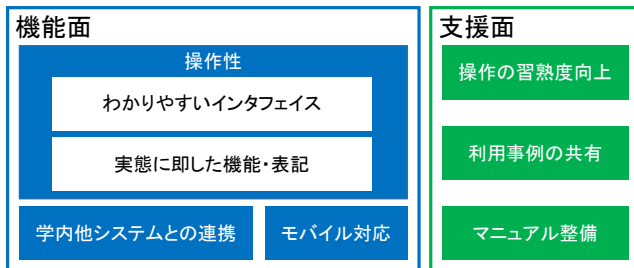 機能面
操作性
わかりやすいインタフェイス
実態に即した機能・表記
学内他システムとの連携
モバイル対応
支援面
操作の習熟度向上
利用事例の共有
マニュアル整備